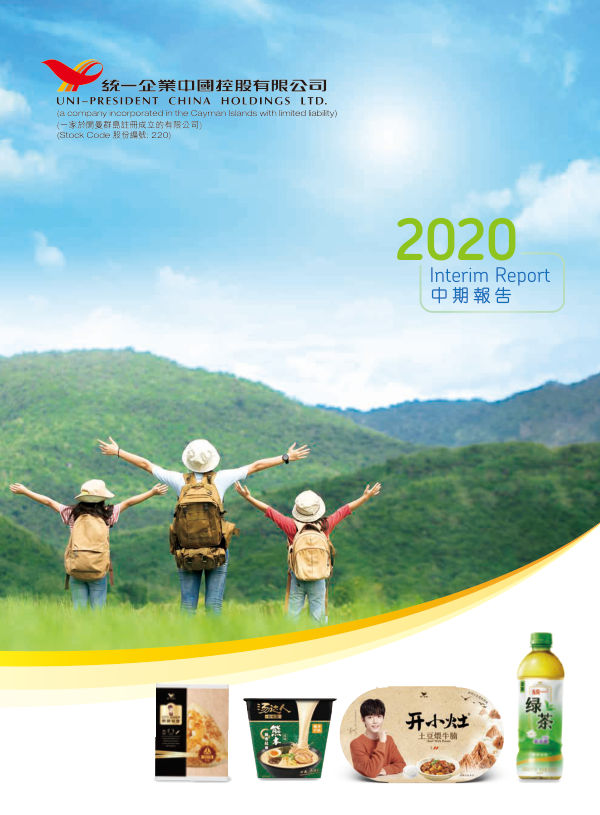 統一企業中國控股有限公司
UNI-PRESIDENT CHINA HOLDINGS LTD.
(a company incorporated in the Cayman Islands with limited liability)
(一家於開曼群島註冊成立的有限公司)
(Stock Code 股份編號: 220)
2020
Interim Report
中期報告
汤达人
熊本
开小灶
土豆煨牛腩
統一
绿
茶